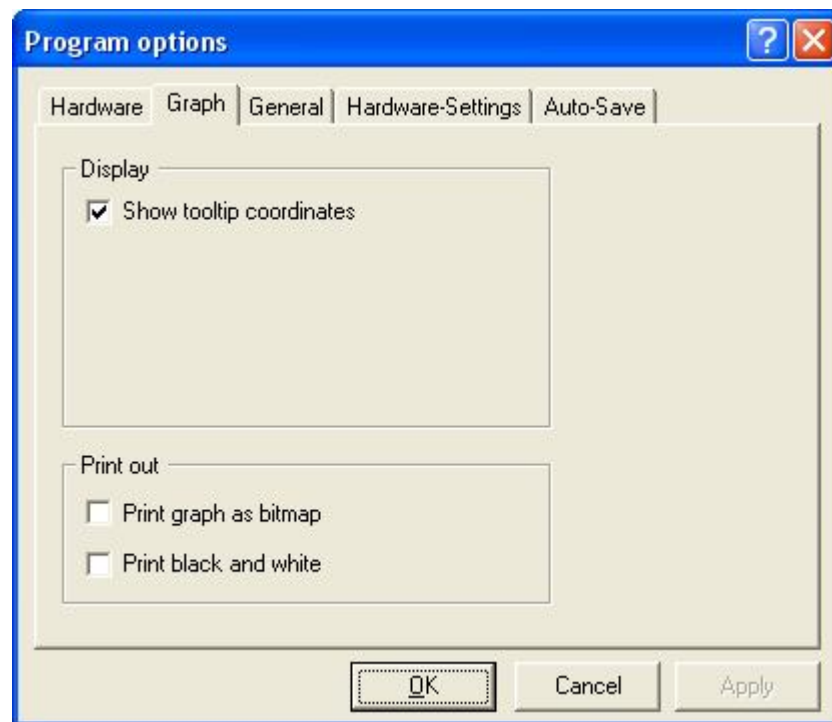 Program options
Hardware Graph General Hardware-Settings Auto-Save
Display
Show tooltip coordinates
Print out
Print graph as bitmap
Print black and white
OK Cancel Apply